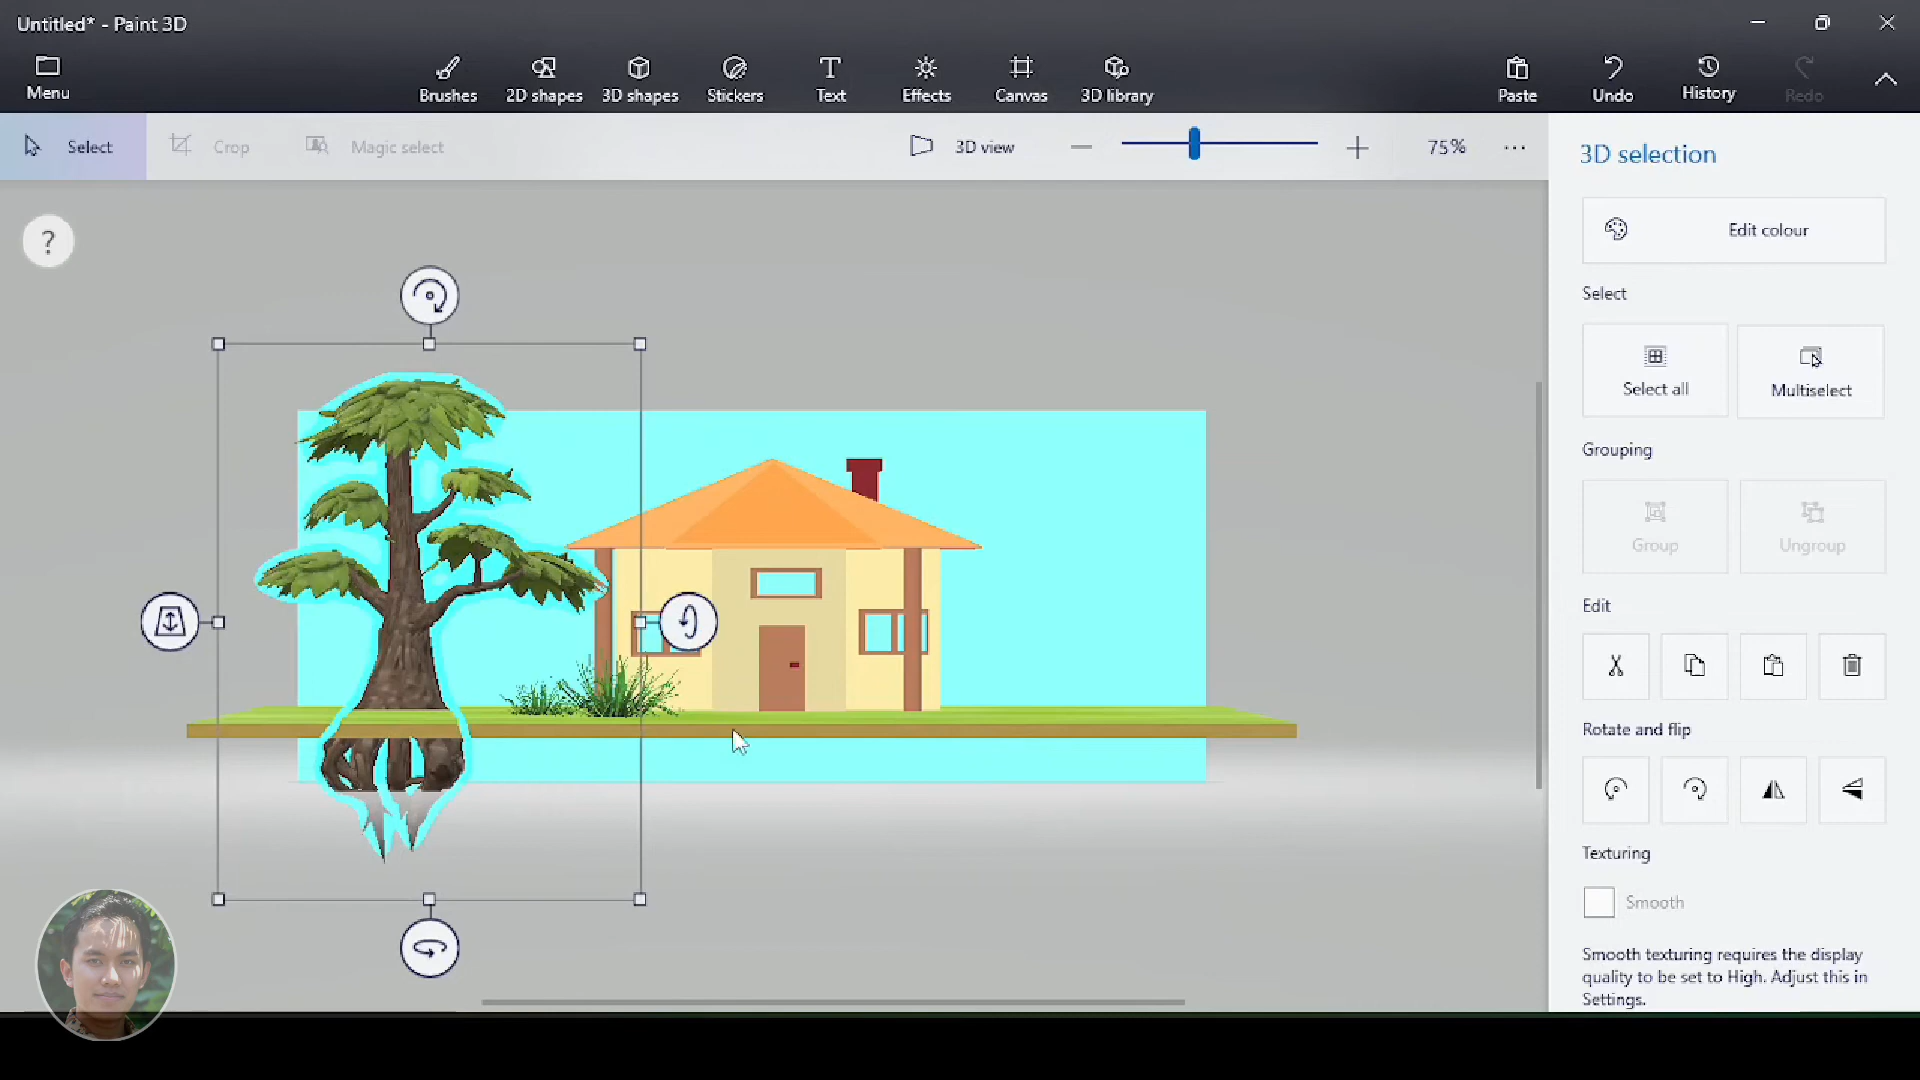 Untitled* - Paint 3D
Menu
Brushes
2D shapes
3D shapes
Stickers
Text
Effects
Canvas
3D library
Paste
Undo
History
Redo
Select
Crop
Magic select
3D view
75%
?
3D selection
Edit colour
Select
Select all
Multiselect
Grouping
Group
Ungroup
Edit
Rotate and flip
Texturing
Smooth
Smooth texturing requires the display
quality to be set to High. Adjust this in
Settings.